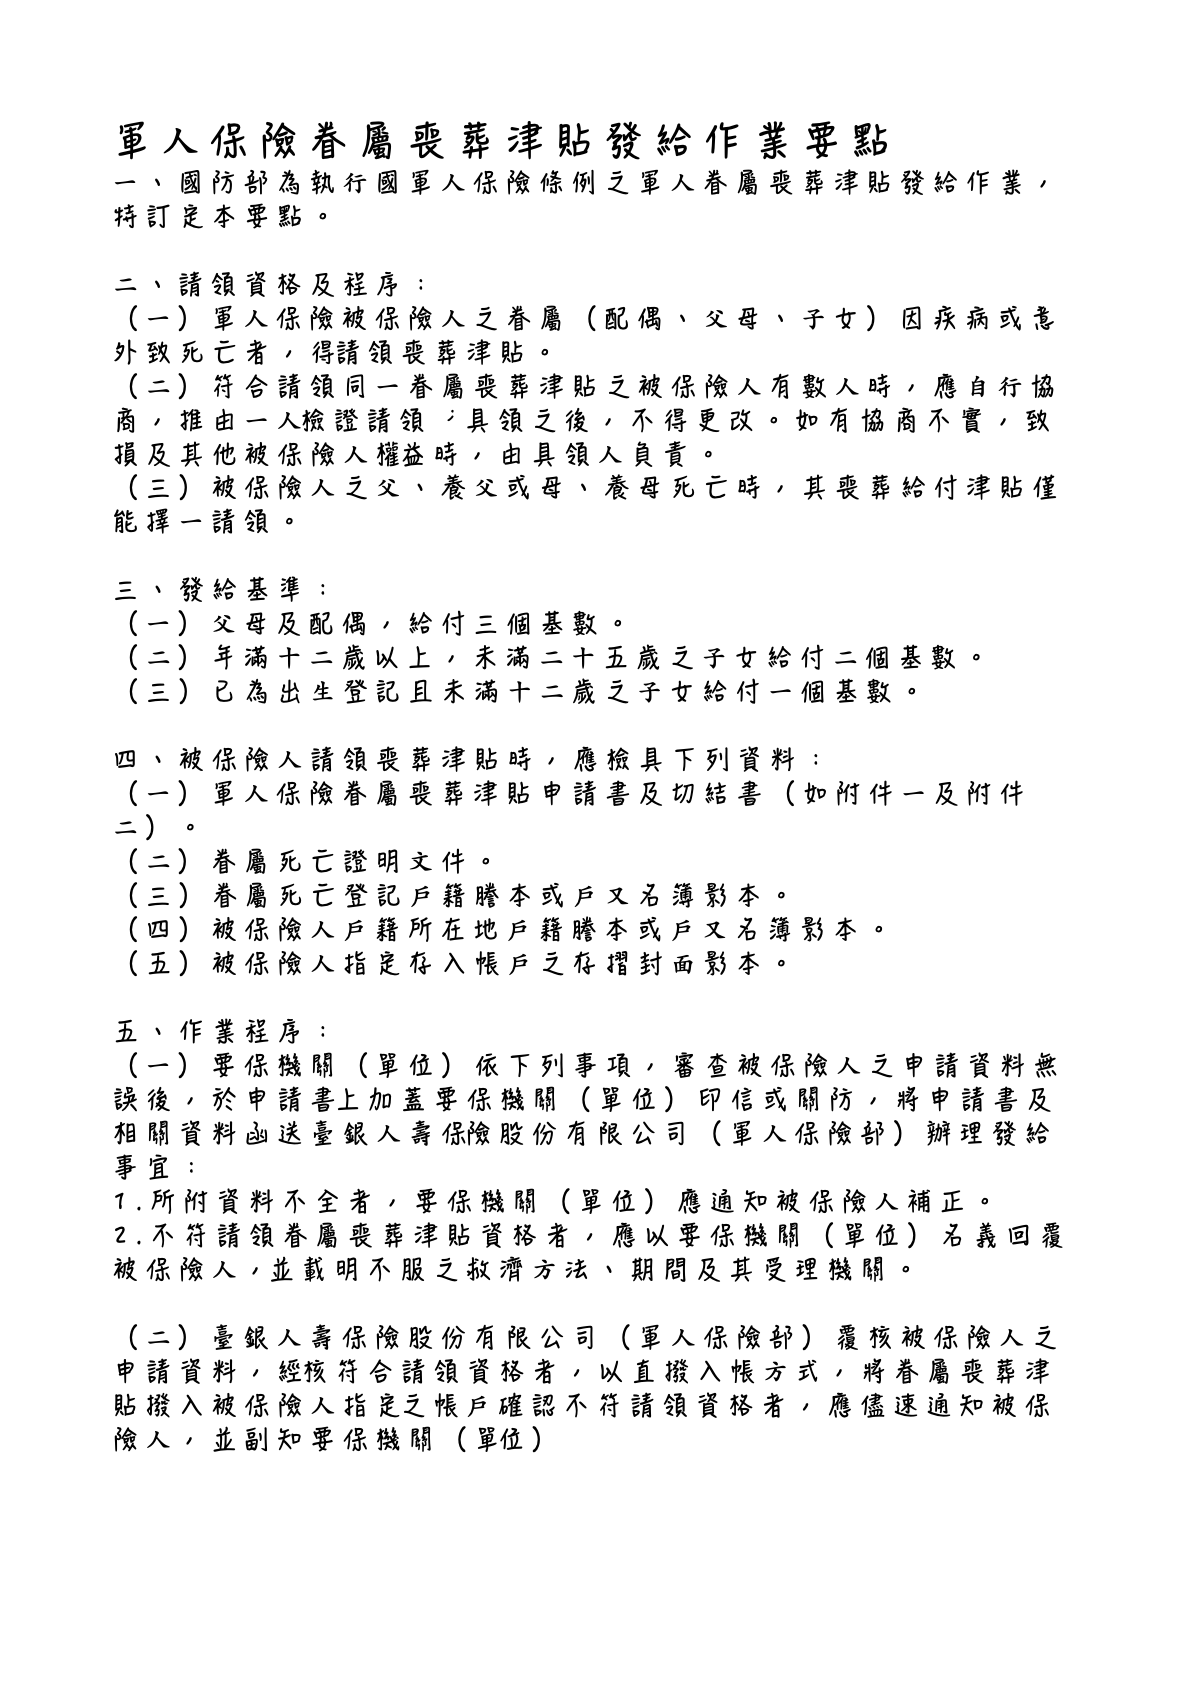 軍人保險眷屬喪葬津貼發給作業要點
一、國防部為執行國軍人保險條例之軍人眷屬喪葬津貼發給作業，
特訂定本要點。
二、請領資格及程序：
（一）軍人保險被保險人之眷屬（配偶、父母、子女）因疾病或意
外致死亡者，得請領喪葬津貼。
（二）符合請領同一眷屬喪葬津貼之被保險人有數人時，應自行協
商，推由一人檢證請領；具領之後，不得更改。如有協商不實，致
損及其他被保險人權益時，由具領人負責。
（三）被保險人之父、養父或母、養母死亡時，其喪葬給付津貼僅
能擇一請領。
三、發給基準：
（一）父母及配偶，給付三個基數。
（二）年滿十二歲以上，未滿二十五歲之子女給付二個基數。
（三）已為出生登記且未滿十二歲之子女給付一個基數。
四、被保險人請領喪葬津貼時，應檢具下列資料：
（一）軍人保險眷屬喪葬津貼申請書及切結書（如附件一及附件
二）。
（二）眷屬死亡證明文件。
（三）眷屬死亡登記戶籍謄本或戶又名簿影本。
（四）被保險人戶籍所在地戶籍謄本或戶又名簿影本。
（五）被保險人指定存入帳戶之存摺封面影本。
五、作業程序：
（一）要保機關（單位）依下列事項，審查被保險人之申請資料無
誤後，於申請書上加蓋要保機關（單位）印信或關防，將申請書及
相關資料函送臺銀人壽保險股份有限公司（軍人保險部）辦理發給
事宜：
1.所附資料不全者，要保機關（單位）應通知被保險人補正。
2.不符請領眷屬喪葬津貼資格者，應以要保機關（單位）名義回覆
被保險人，並載明不服之救濟方法、期間及其受理機關。
（二）臺銀人壽保險股份有限公司（軍人保險部）覆核被保險人之
申請資料，經核符合請領資格者，以直撥入帳方式，將眷屬喪葬津
貼撥入被保險人指定之帳戶確認不符請領資格者，應儘速通知被保
險人，並副知要保機關（單位）